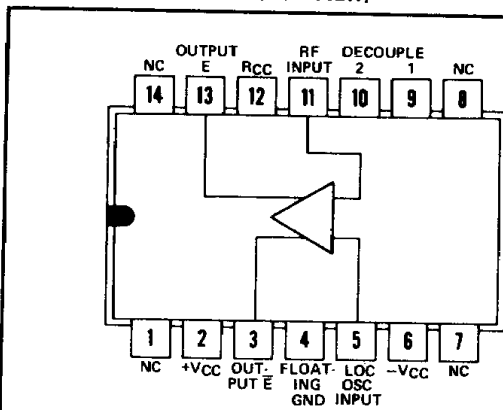 OUTPUT RF DECOUPLE
NC E RCC INPUT 2 1 NC
14 13 12 11 10 9 8
1 2 3 4 5 6 7
NC +VCC OUT- FLOAT- LOC -VCC NC
PUT E̅ ING OSC
GND INPUT